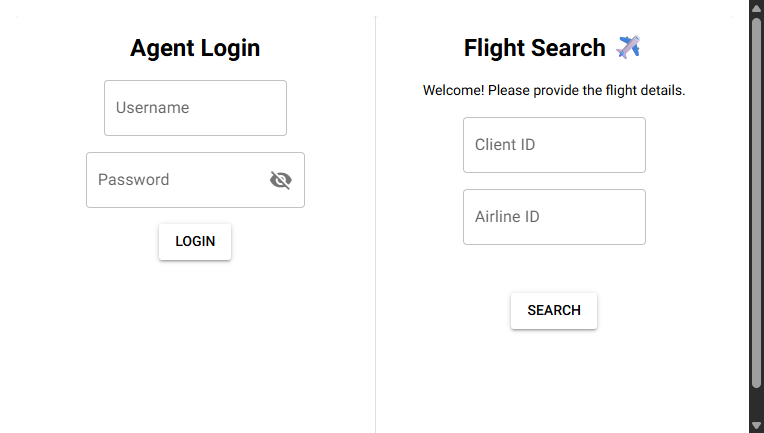 Agent Login
Username
Password
LOGIN
Flight Search
Welcome! Please provide the flight details.
Client ID
Airline ID
SEARCH